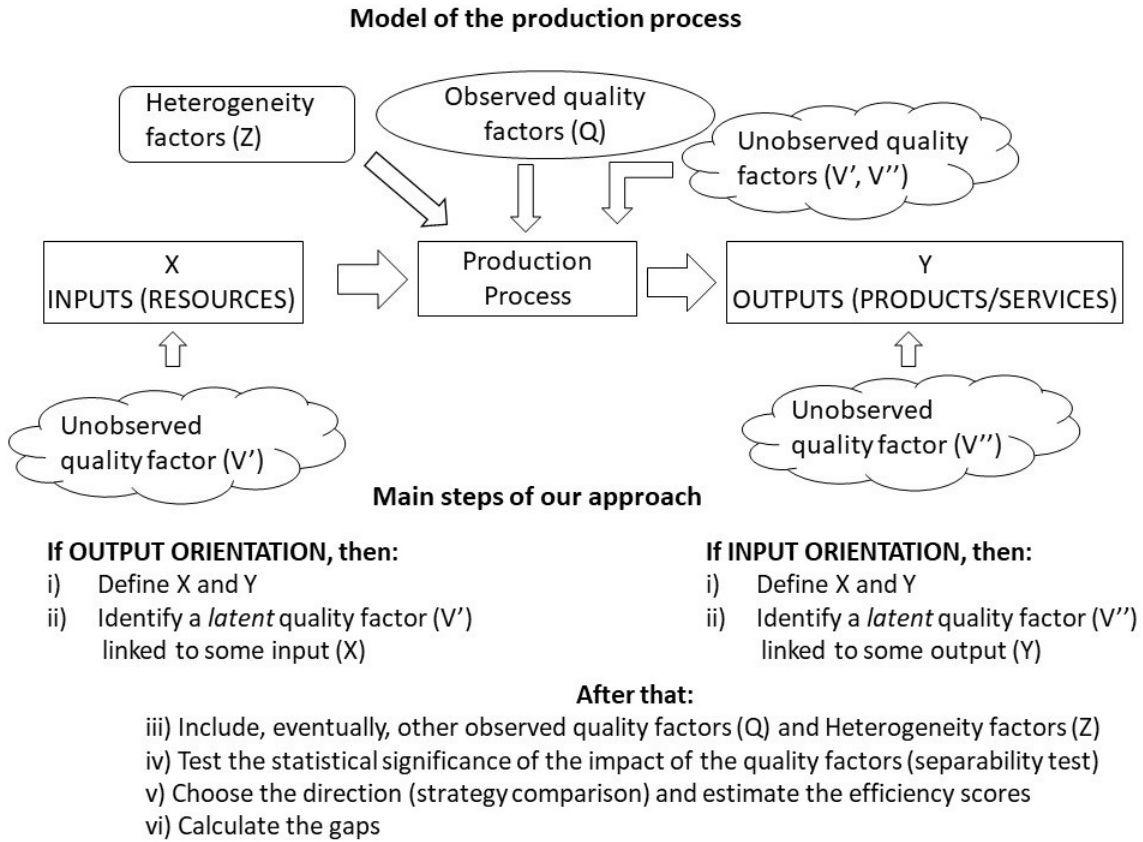 Model of the production process
Heterogeneity
factors (Z)
Observed quality
factors (Q)
Unobserved quality
factors (V', V'')
X
INPUTS (RESOURCES)
Production
Process
Y
OUTPUTS (PRODUCTS/SERVICES)
Unobserved
quality factor (V')
Unobserved
quality factor (V'')
Main steps of our approach
If OUTPUT ORIENTATION, then:
i) Define X and Y
ii) Identify a latent quality factor (V')
linked to some input (X)
If INPUT ORIENTATION, then:
i) Define X and Y
ii) Identify a latent quality factor (V'')
linked to some output (Y)
After that:
iii) Include, eventually, other observed quality factors (Q) and Heterogeneity factors (Z)
iv) Test the statistical significance of the impact of the quality factors (separability test)
v) Choose the direction (strategy comparison) and estimate the efficiency scores
vi) Calculate the gaps